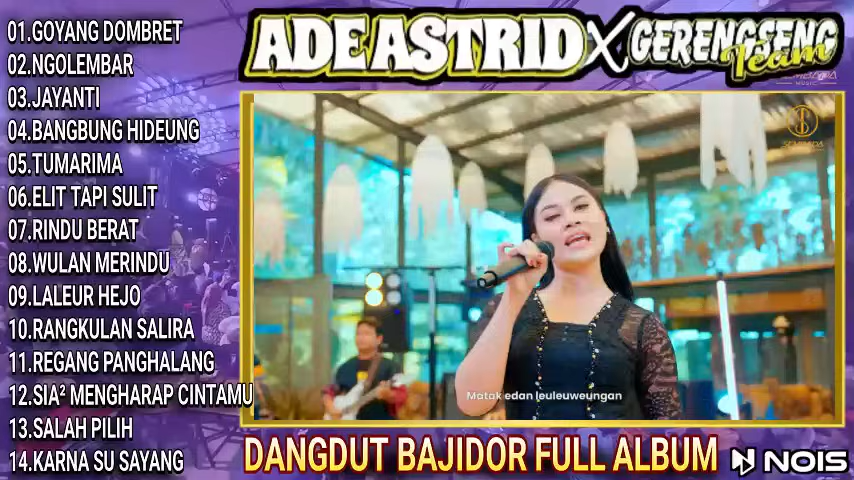 01.GOYANG DOMBRET
02.NGOLEMBAR
03.JAYANTI
04.BANGBUNG HIDEUNG
05.TUMARIMA
06.ELIT TAPI SULIT
07.RINDU BERAT
08.WULAN MERINDU
09.LALEUR HEJO
10.RANGKULAN SALIRA
11.REGANG PANGHALANG
12.SIA² MENGHARAP CINTAMU
13.SALAH PILIH
14.KARNA SU SAYANG
ADE ASTRID X GERENGSENG
Team
Matak edan leuleuweungan
DANGDUT BAJIDOR FULL ALBUM
NOIS